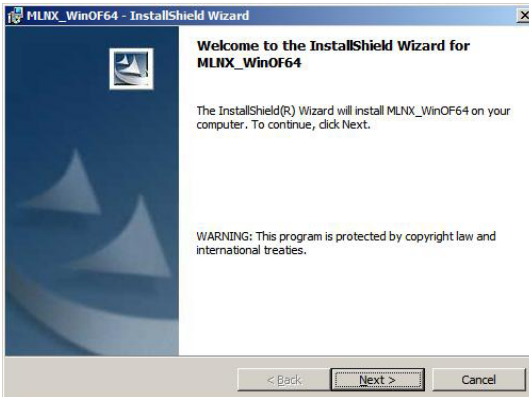 MLNX_WinOF64 - InstallShield Wizard
Welcome to the InstallShield Wizard for
MLNX_WinOF64
The InstallShield(R) Wizard will install MLNX_WinOF64 on your
computer. To continue, click Next.
WARNING: This program is protected by copyright law and
international treaties.
< Back
Next >
Cancel